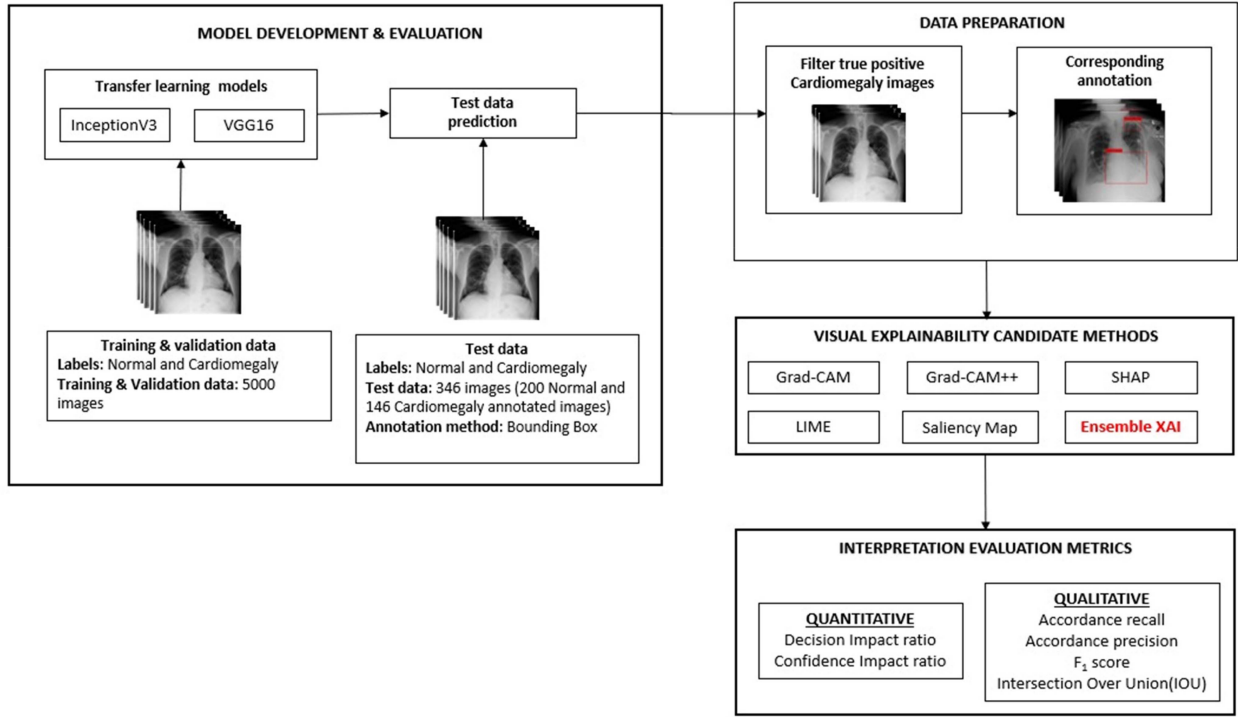 MODEL DEVELOPMENT & EVALUATION
Transfer learning models
InceptionV3
VGG16
Test data
prediction
Training & validation data
Labels: Normal and Cardiomegaly
Training & Validation data: 5000
images
Test data
Labels: Normal and Cardiomegaly
Test data: 346 images (200 Normal and
146 Cardiomegaly annotated images)
Annotation method: Bounding Box
DATA PREPARATION
Filter true positive
Cardiomegaly images
Corresponding
annotation
VISUAL EXPLAINABILITY CANDIDATE METHODS
Grad-CAM
Grad-CAM++
SHAP
LIME
Saliency Map
Ensemble XAI
INTERPRETATION EVALUATION METRICS
QUANTITATIVE
Decision Impact ratio
Confidence Impact ratio
QUALITATIVE
Accordance recall
Accordance precision
F₁ score
Intersection Over Union(IOU)